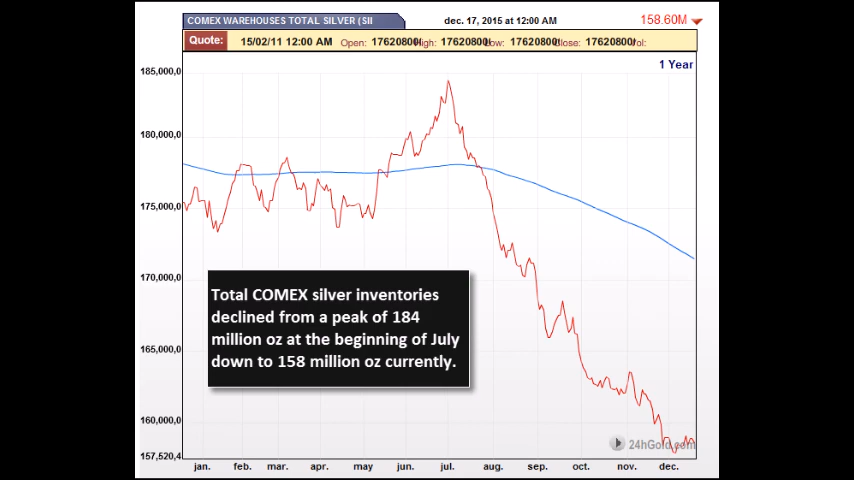 COMEX WAREHOUSES TOTAL SILVER (SII
dec. 17, 2015 at 12:00 AM
158.60M
Quote:
15/02/11 12:00 AM Open: 17620800 High: 17620800 Low: 17620800 Close: 17620800 Vol:
1 Year
185,000,0
180,000,0
175,000,0
170,000,0
165,000,0
160,000,0
157,520,4
Total COMEX silver inventories
declined from a peak of 184
million oz at the beginning of July
down to 158 million oz currently.
24hGold.com
jan. feb. mar. apr. may jun. jul. aug. sep. oct. nov. dec.